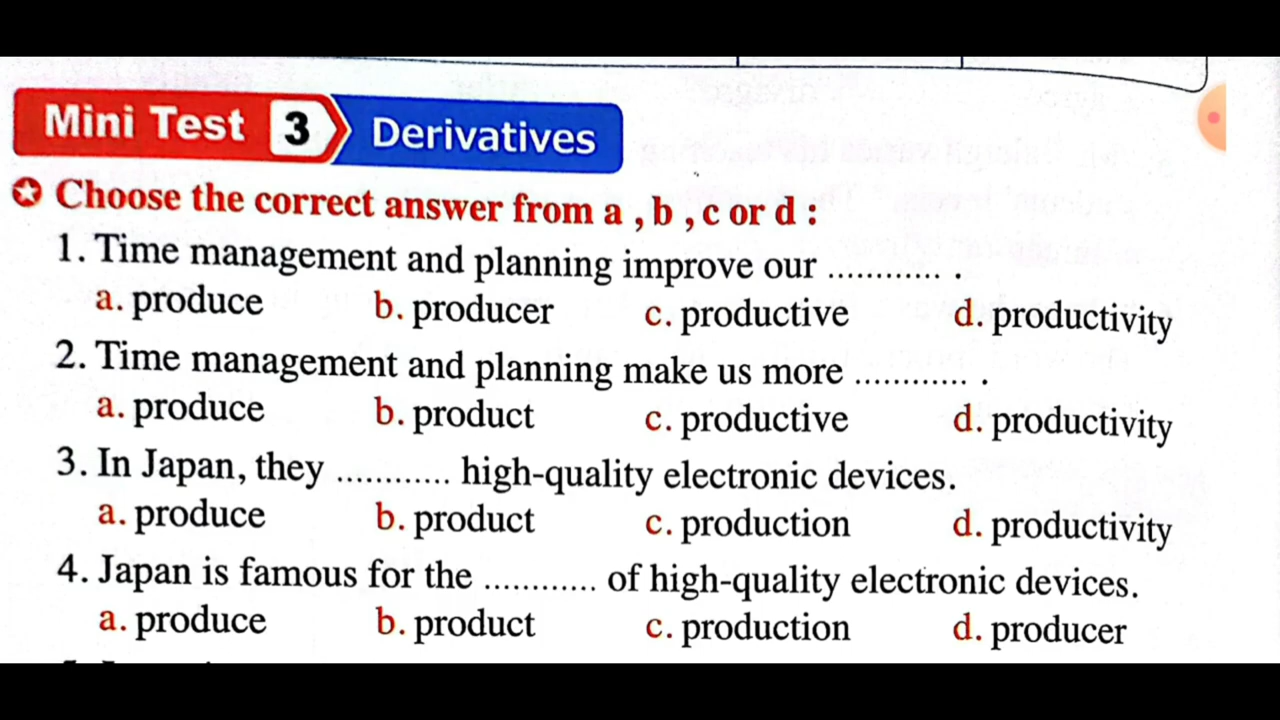 Mini Test 3 Derivatives
Choose the correct answer from a , b , c or d :
1. Time management and planning improve our ............ .
a. produce b. producer c. productive d. productivity
2. Time management and planning make us more ............ .
a. produce b. product c. productive d. productivity
3. In Japan, they ............ high-quality electronic devices.
a. produce b. product c. production d. productivity
4. Japan is famous for the ............ of high-quality electronic devices.
a. produce b. product c. production d. producer